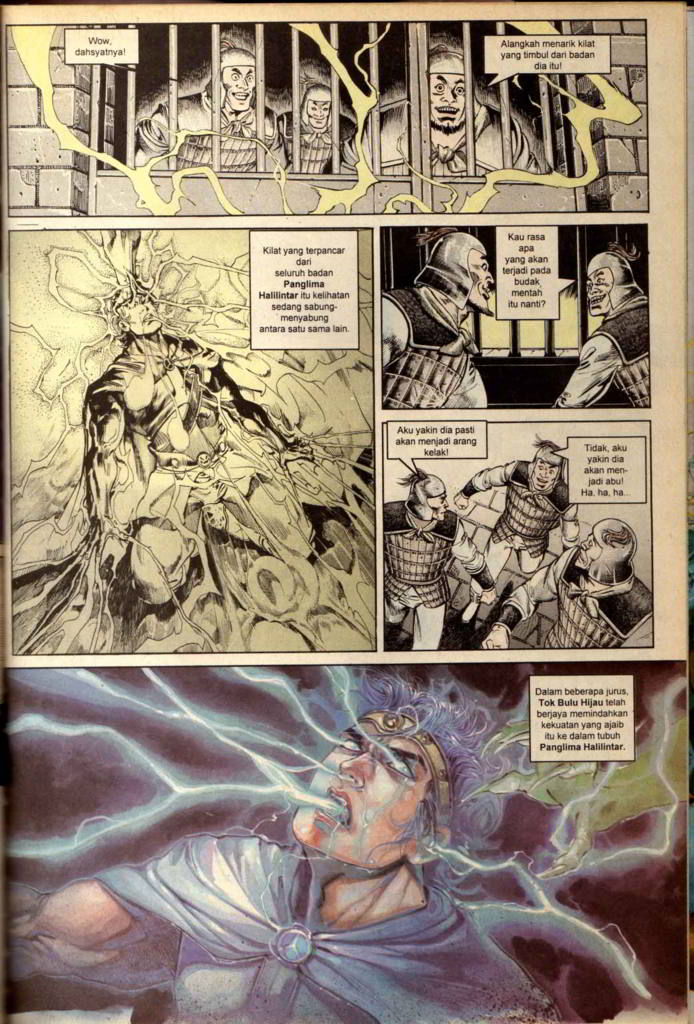 Wow,
dahsyatnya!
Alangkah menarik kilat
yang timbul dari badan
dia itu!
Kilat yang terpancar
dari
seluruh badan
Panglima
Halilintar itu kelihatan
sedang sabung-
menyabung
antara satu sama lain.
Kau rasa
apa
yang akan
terjadi pada
budak
mentah
itu nanti?
Aku yakin dia pasti
akan menjadi arang
kelak!
Tidak, aku
yakin dia
akan men-
jadi abu!
Ha, ha, ha...
Dalam beberapa jurus,
Tok Bulu Hijau telah
berjaya memindahkan
kekuatan yang ajaib
itu ke dalam tubuh
Panglima Halilintar.